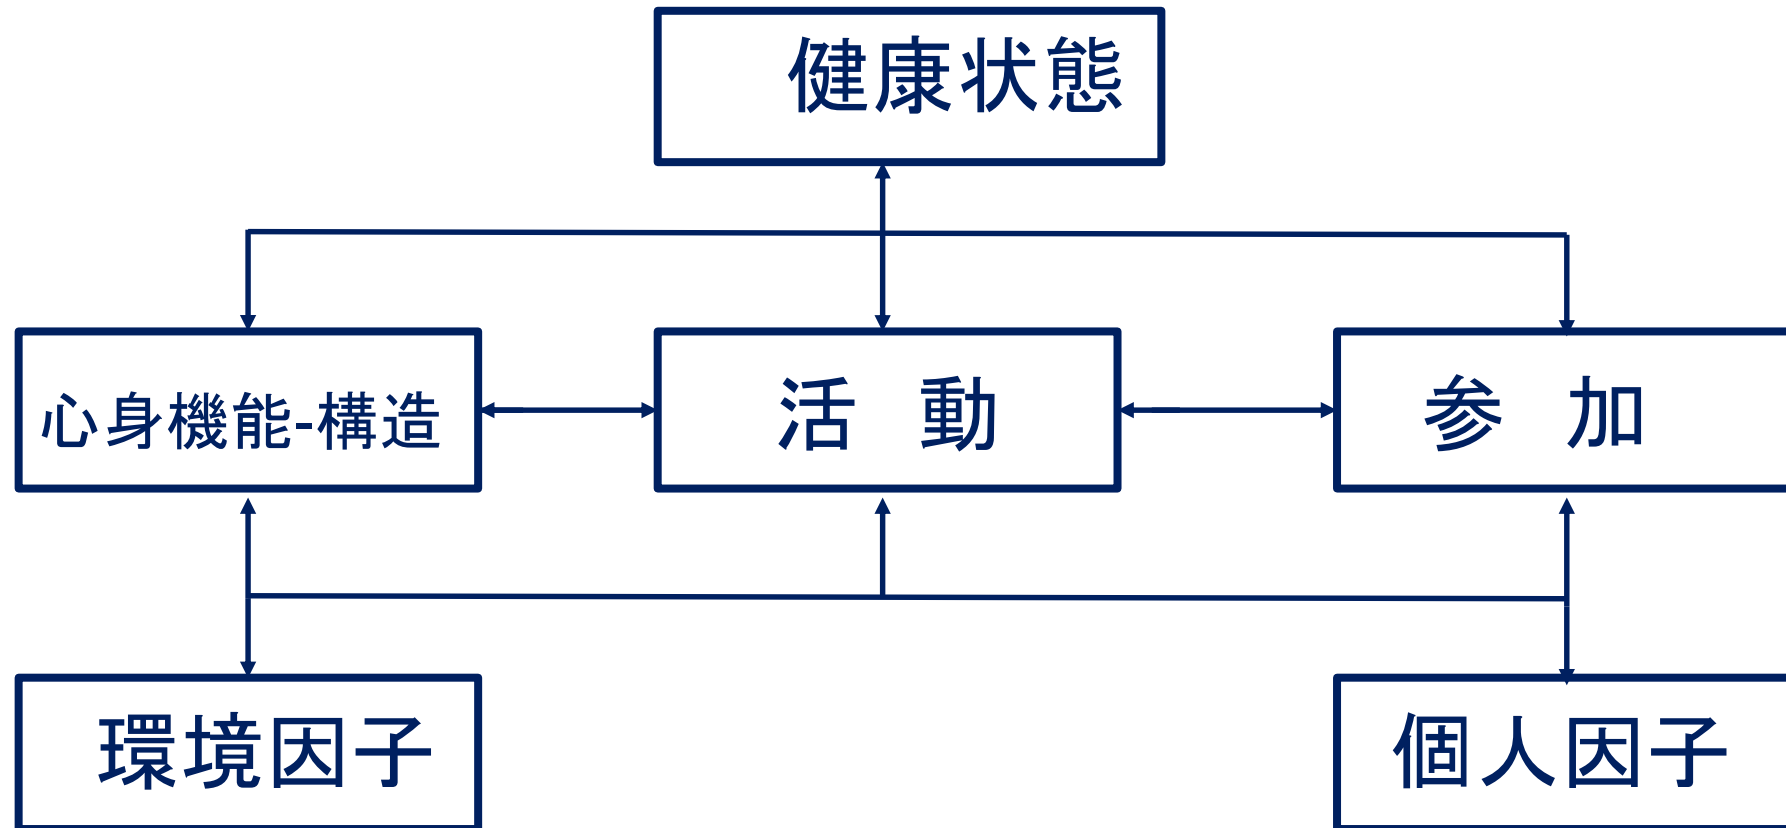 健康状態
心身機能-構造
活　動
参　加
環境因子
個人因子